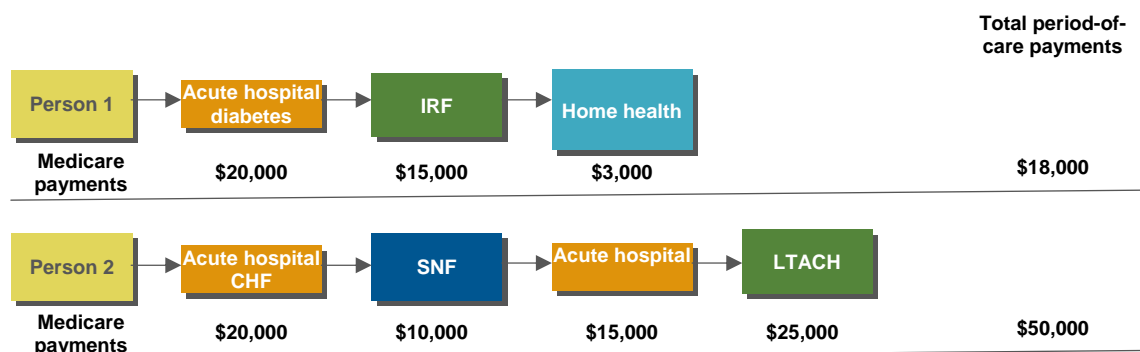 Total period-of-
care payments
Person 1
Acute hospital
diabetes
IRF
Home health
Medicare
payments
$20,000
$15,000
$3,000
$18,000
Person 2
Acute hospital
CHF
SNF
Acute hospital
LTACH
Medicare
payments
$20,000
$10,000
$15,000
$25,000
$50,000